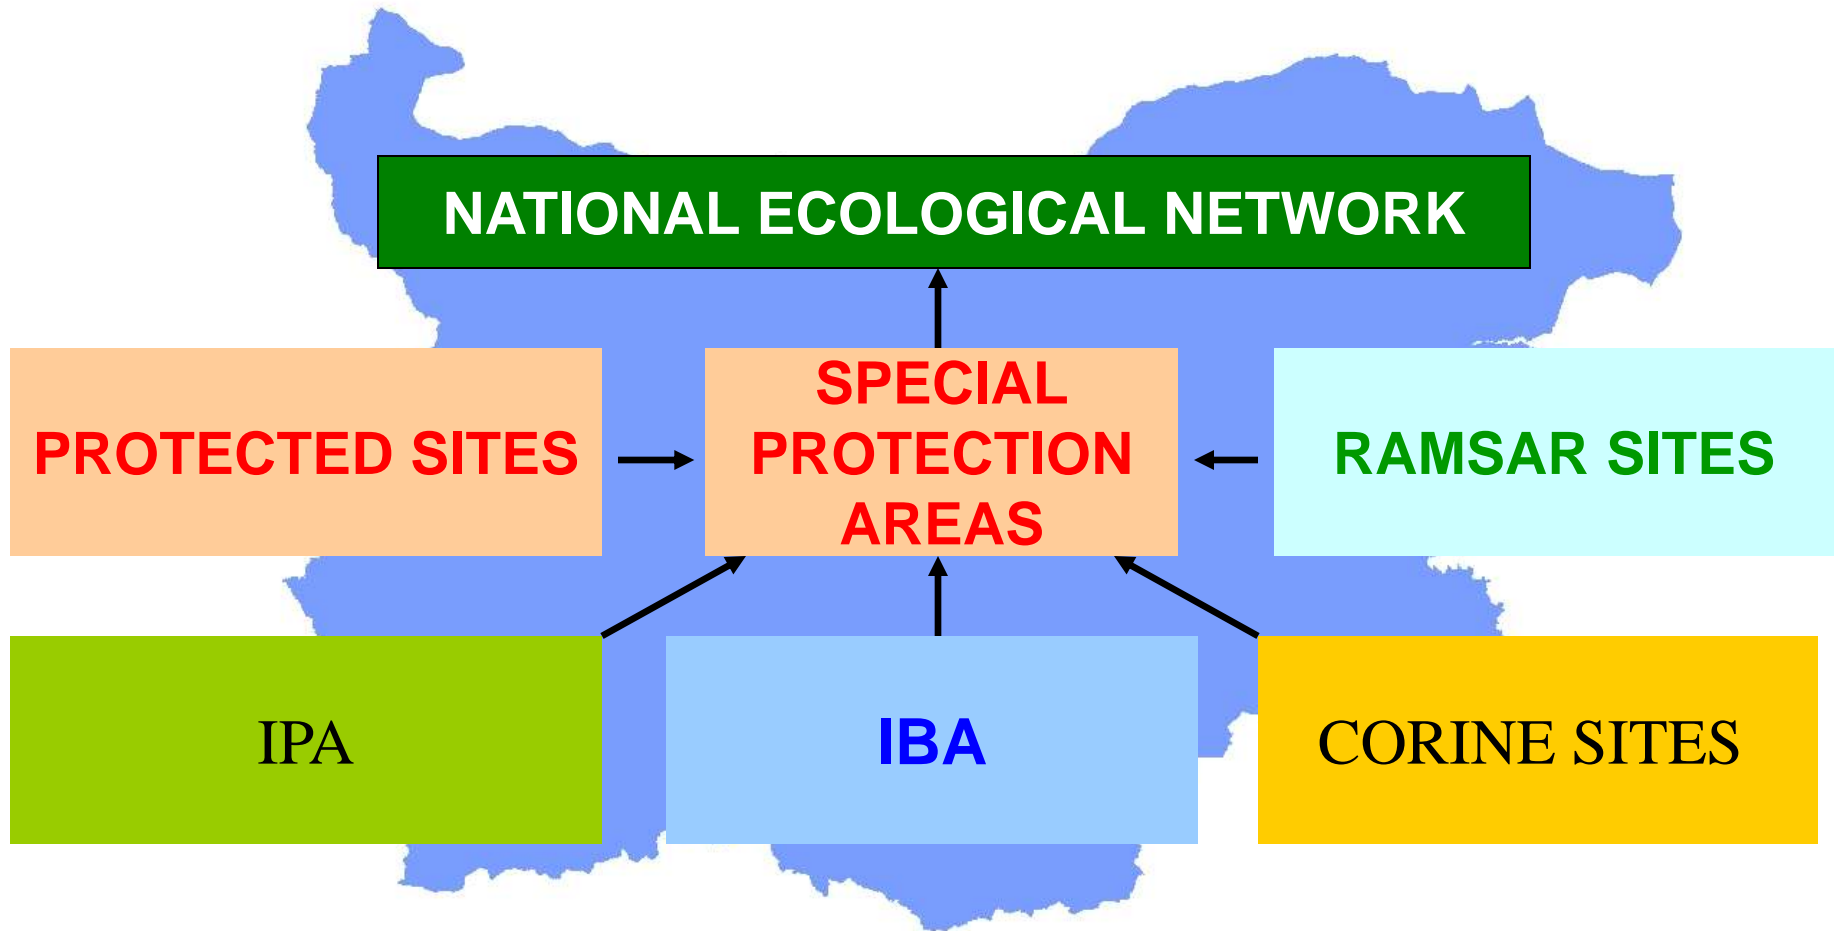 NATIONAL ECOLOGICAL NETWORK
PROTECTED SITES
SPECIAL
PROTECTION
AREAS
RAMSAR SITES
IPA
IBA
CORINE SITES